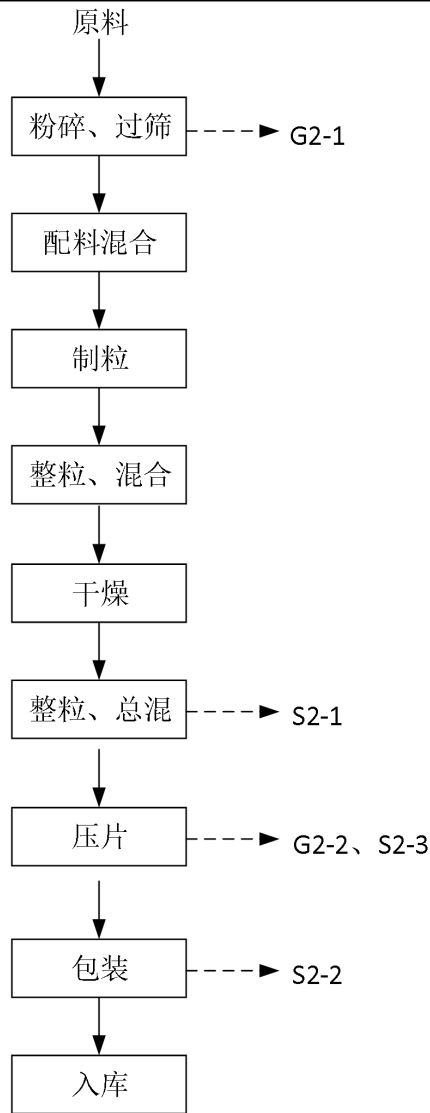 原料
粉碎、过筛
G2-1
配料混合
制粒
整粒、混合
干燥
整粒、总混
S2-1
压片
G2-2、S2-3
包装
S2-2
入库